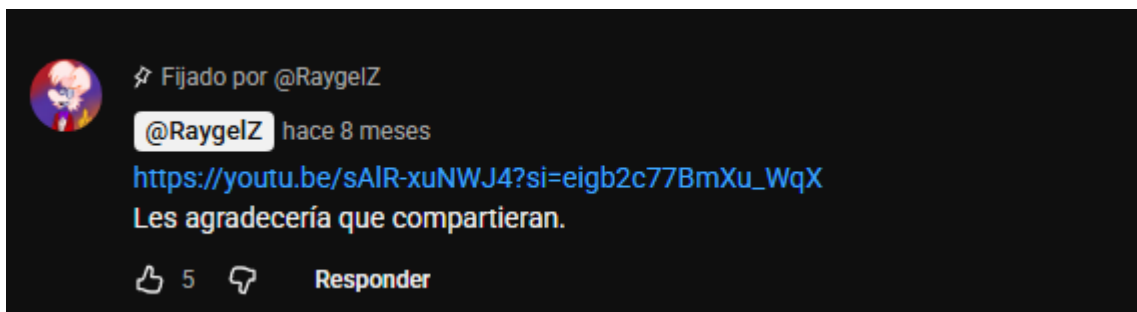 Fijado por @RaygelZ
@RaygelZ hace 8 meses
https://youtu.be/sAlR-xuNWJ4?si=eigb2c77BmXu_WqX
Les agradecería que compartieran.
5 Responder